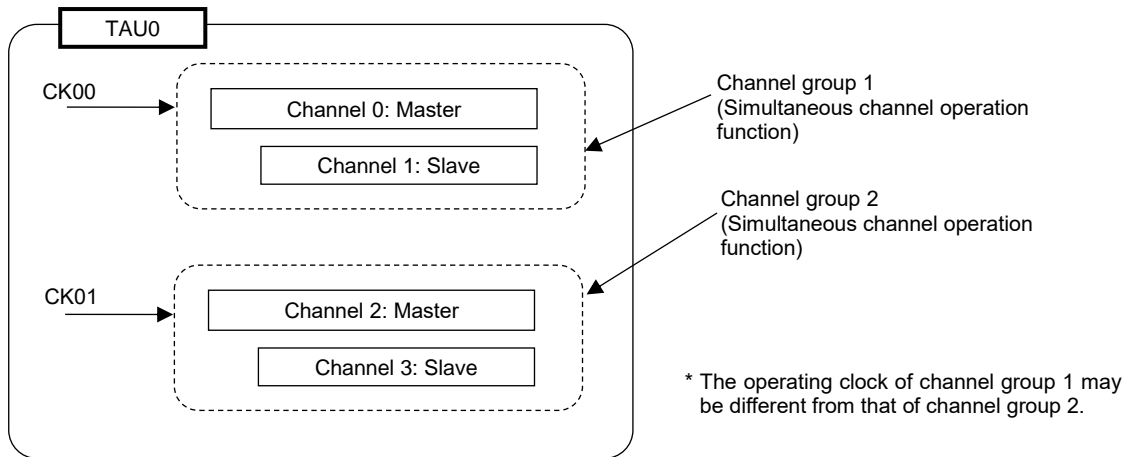 TAU0
CK00
Channel 0: Master
Channel 1: Slave
Channel group 1
(Simultaneous channel operation
function)
Channel group 2
(Simultaneous channel operation
function)
CK01
Channel 2: Master
Channel 3: Slave
* The operating clock of channel group 1 may
be different from that of channel group 2.